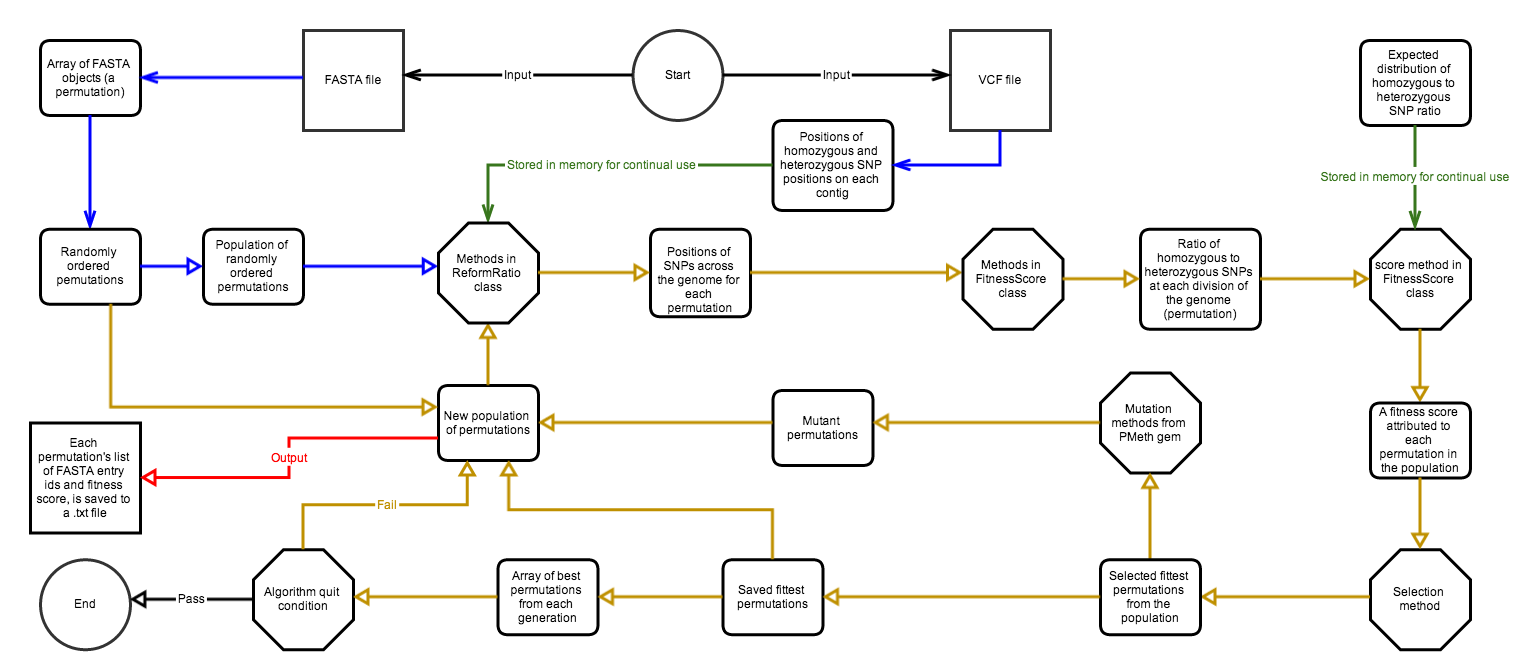 Array of FASTA
objects (a
permutation)
FASTA file
Input
Start
Input
VCF file
Expected
distribution of
homozygous to
heterozygous
SNP ratio
Positions of
homozygous and
heterozygous SNP
positions on each
contig
Stored in memory for continual use
Stored in memory for continual use
Randomly
ordered
pemutations
Population of
randomly
ordered
permutations
Methods in
ReformRatio
class
Positions of
SNPs across
the genome for
each
permutation
Methods in
FitnessScore
class
Ratio of
homozygous to
heterozygous SNPs
at each division of
the genome
(permutation)
score method in
FitnessScore
class
New population
of permutations
Mutant
permutations
Mutation
methods from
PMeth gem
A fitness score
attributed to
each
permutation in
the population
Each
permutation's list
of FASTA entry
ids and fitness
score, is saved to
a .txt file
Output
Fail
End
Pass
Algorithm quit
condition
Array of best
permutations
from each
generation
Saved fittest
permutations
Selected fittest
permutations
from the
population
Selection
method